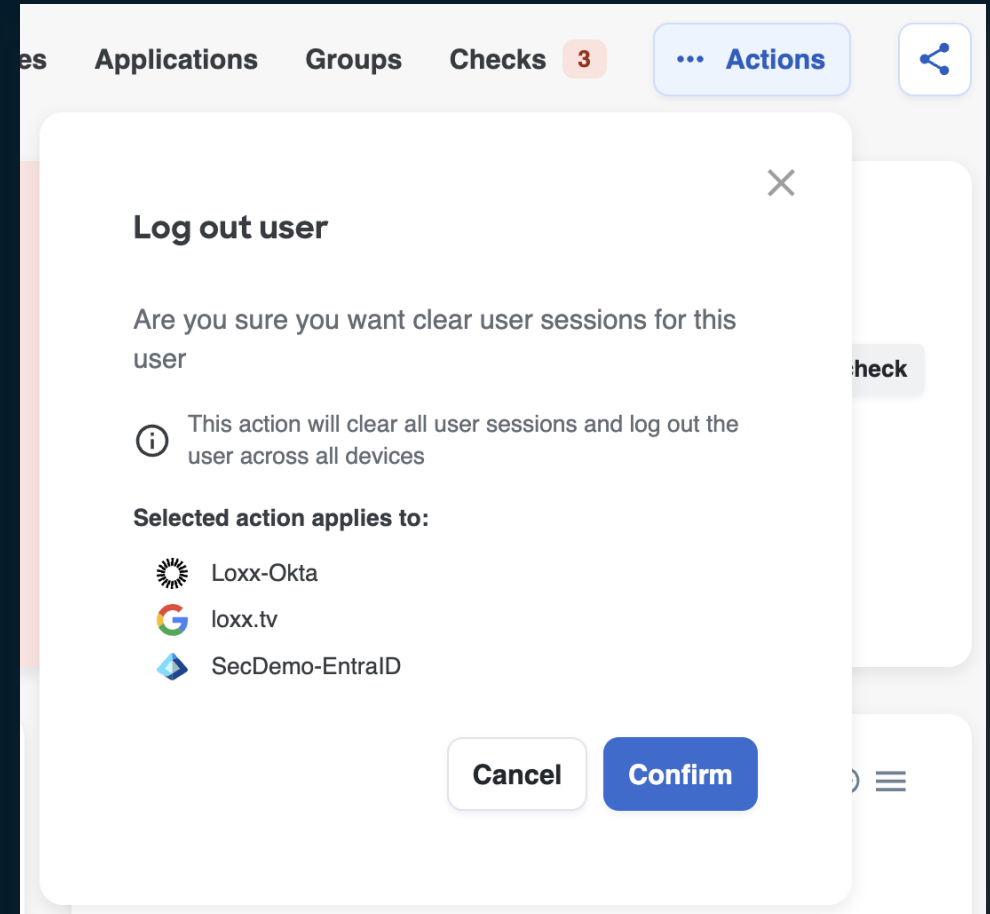 es Applications Groups Checks 3 ••• Actions
Log out user
Are you sure you want clear user sessions for this
user
heck
This action will clear all user sessions and log out the
user across all devices
Selected action applies to:
Loxx-Okta
loxx.tv
SecDemo-EntraID
Cancel Confirm